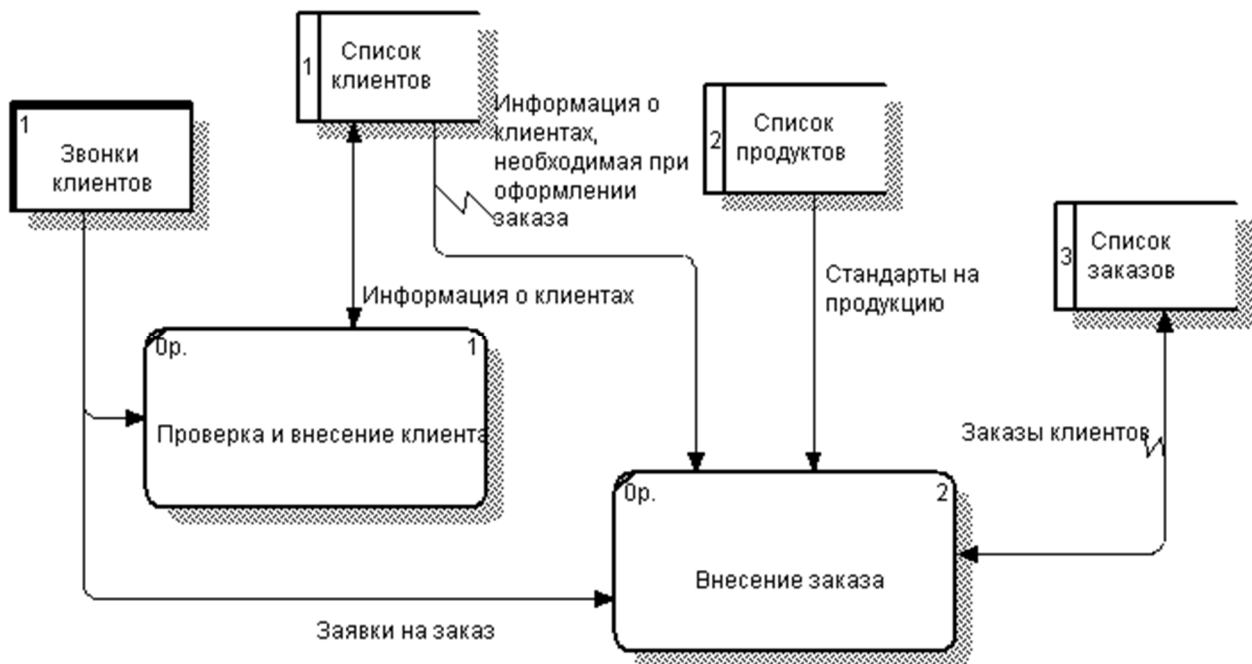 1
Список
клиентов
1
Звонки
клиентов
Информация о
клиентах,
необходимая при
оформлении
заказа
2
Список
продуктов
3
Список
заказов
Информация о клиентах
Стандарты на
продукцию
0р.
1
Проверка и внесение клиента
Заказы клиентов
0р.
2
Внесение заказа
Заявки на заказ